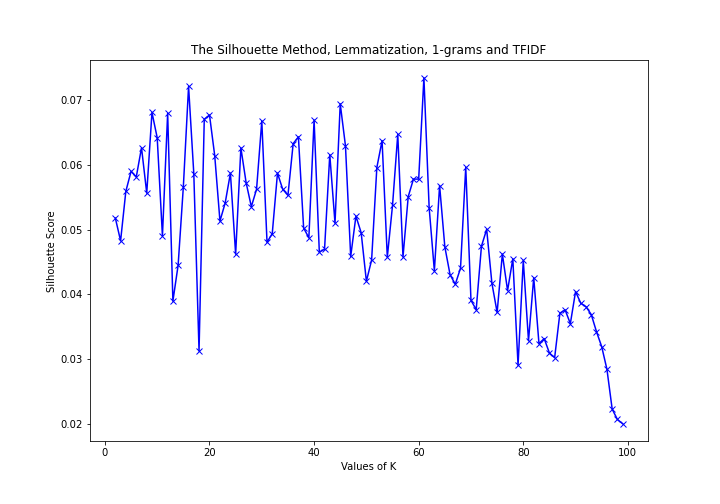 The Silhouette Method, Lemmatization, 1-grams and TFIDF
0.07
0.06
0.05
0.04
0.03
0.02
Silhouette Score
0 20 40 60 80 100
Values of K